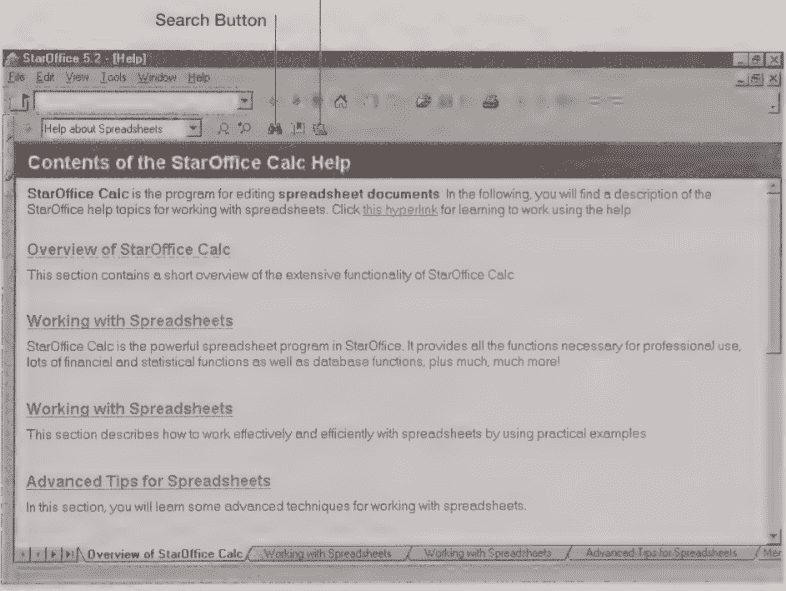 Search Button
StarOffice 5.2 - [Help]
File Edit View Tools Window Help
Help about Spreadsheets
Contents of the StarOffice Calc Help
StarOffice Calc is the program for editing spreadsheet documents In the following, you will find a description of the
StarOffice help topics for working with spreadsheets. Click this hyperlink for learning to work using the help
Overview of StarOffice Calc
This section contains a short overview of the extensive functionality of StarOffice Calc
Working with Spreadsheets
StarOffice Calc is the powerful spreadsheet program in StarOffice. It provides all the functions necessary for professional use,
lots of financial and statistical functions as well as database functions, plus much, much more!
Working with Spreadsheets
This section describes how to work effectively and efficiently with spreadsheets by using practical examples
Advanced Tips for Spreadsheets
In this section, you will learn some advanced techniques for working with spreadsheets.
Overview of StarOffice Calc Working with Spreadsheets Working with Spreadsheets Advanced Tips for Spreadsheets Mer